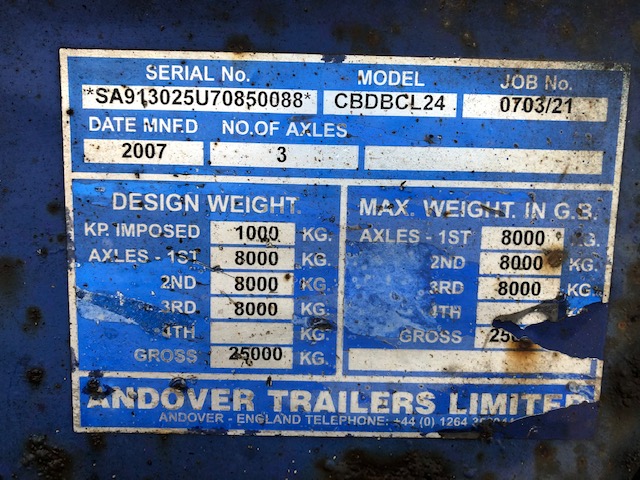 SERIAL No. MODEL JOB No.
*SA913025U70850088* CBDBCL24 0703/21
DATE MNFD NO.OF AXLES
2007 3
DESIGN WEIGHT.
KP. IMPOSED 1000 KG.
AXLES - 1ST 8000 KG.
2ND 8000 KG.
3RD 8000 KG.
4TH KG.
GROSS 25000 KG.
MAX. WEIGHT. IN G.B.
AXLES - 1ST 8000 KG.
2ND 8000 KG.
3RD 8000 KG.
4TH
GROSS
ANDOVER TRAILERS LIMITED
ANDOVER - ENGLAND TELEPHONE: +44 (0) 1264